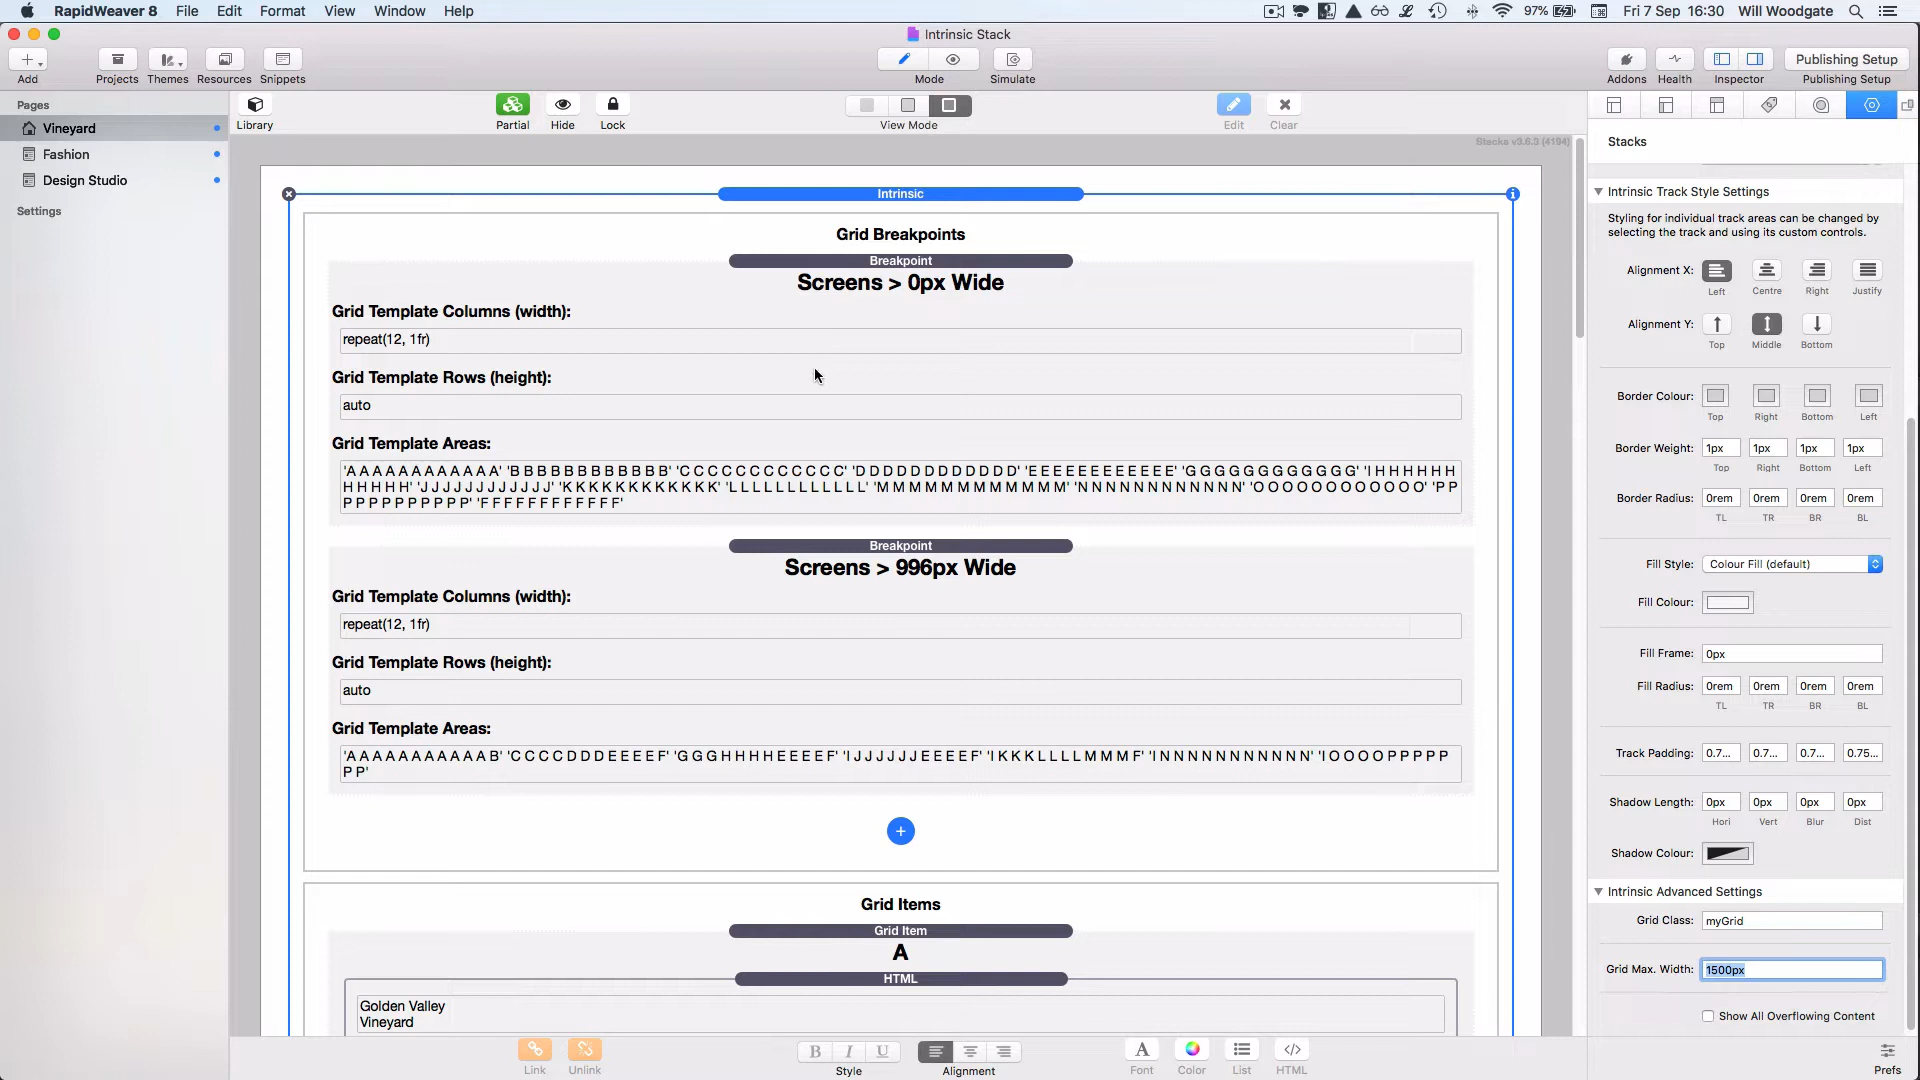 RapidWeaver 8 File Edit Format View Window Help
97% Fri 7 Sep 16:30 Will Woodgate
Intrinsic Stack
Add Projects Themes Resources Snippets Mode Simulate Addons Health Inspector Publishing Setup
Publishing Setup
Pages
Vineyard
Fashion
Design Studio
Settings
Library Partial Hide Lock View Mode Edit Clear
Stacks v3.6.3 (4194)
Intrinsic
Grid Breakpoints
Breakpoint
Screens > 0px Wide
Grid Template Columns (width):
repeat(12, 1fr)
Grid Template Rows (height):
auto
Grid Template Areas:
'A A A A A A A A A A A A' 'B B B B B B B B B B B B' 'C C C C C C C C C C C C' 'D D D D D D D D D D D D' 'E E E E E E E E E E E E' 'G G G G G G G G G G G G' 'I H H H H H H
H H H H H' 'J J J J J J J J J J J J' 'K K K K K K K K K K K K' 'L L L L L L L L L L L L' 'M M M M M M M M M M M M' 'N N N N N N N N N N N N' 'O O O O O O O O O O O O' 'P P
P P P P P P P P P P' 'F F F F F F F F F F F F'
Breakpoint
Screens > 996px Wide
Grid Template Columns (width):
repeat(12, 1fr)
Grid Template Rows (height):
auto
Grid Template Areas:
'A A A A A A A A A A A B' 'C C C C D D D E E E E F' 'G G G H H H H E E E E F' 'I J J J J J J E E E E F' 'I K K K L L L L M M M F' 'I N N N N N N N N N N N' 'I O O O O P P P P P
P P'
Grid Items
Grid Item
A
HTML
Golden Valley
Vineyard
Link Unlink Style Alignment Font Color List HTML Prefs
B I U
A
Stacks
Intrinsic Track Style Settings
Styling for individual track areas can be changed by
selecting the track and using its custom controls.
Alignment X:
Left Centre Right Justify
Alignment Y:
Top Middle Bottom
Border Colour:
Top Right Bottom Left
Border Weight: 1px 1px 1px 1px
Top Right Bottom Left
Border Radius: 0rem 0rem 0rem 0rem
TL TR BR BL
Fill Style: Colour Fill (default)
Fill Colour:
Fill Frame: 0px
Fill Radius: 0rem 0rem 0rem 0rem
TL TR BR BL
Track Padding: 0.7... 0.7... 0.7... 0.75...
Shadow Length: 0px 0px 0px 0px
Hori Vert Blur Dist
Shadow Colour:
Intrinsic Advanced Settings
Grid Class: myGrid
Grid Max. Width: 1500px
Show All Overflowing Content